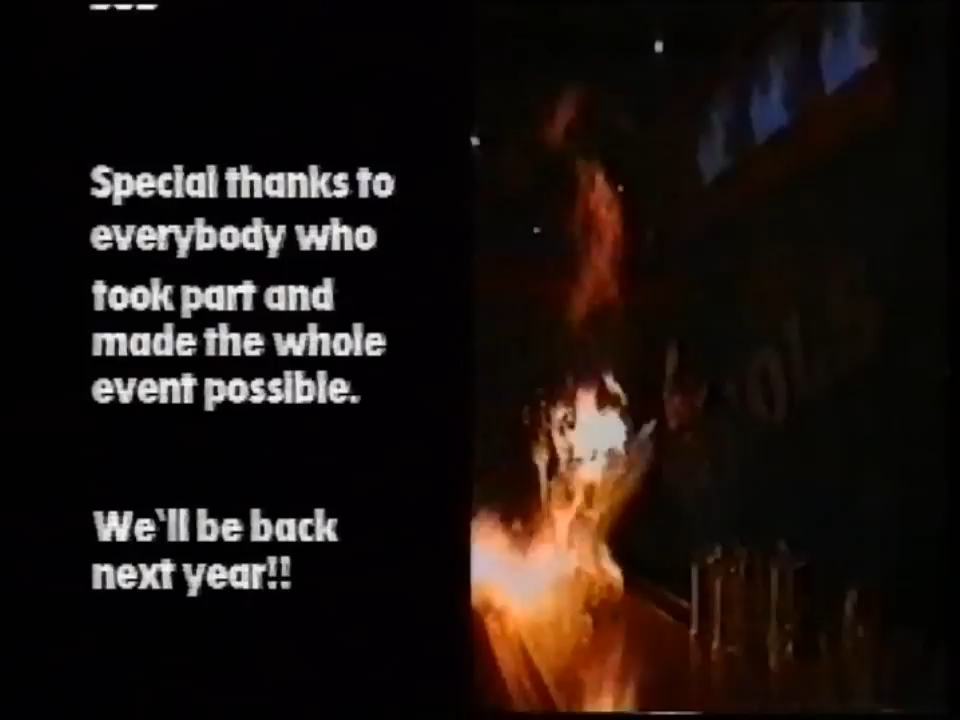 Special thanks to
everybody who
took part and
made the whole
event possible.
We`ll be back
next year!!